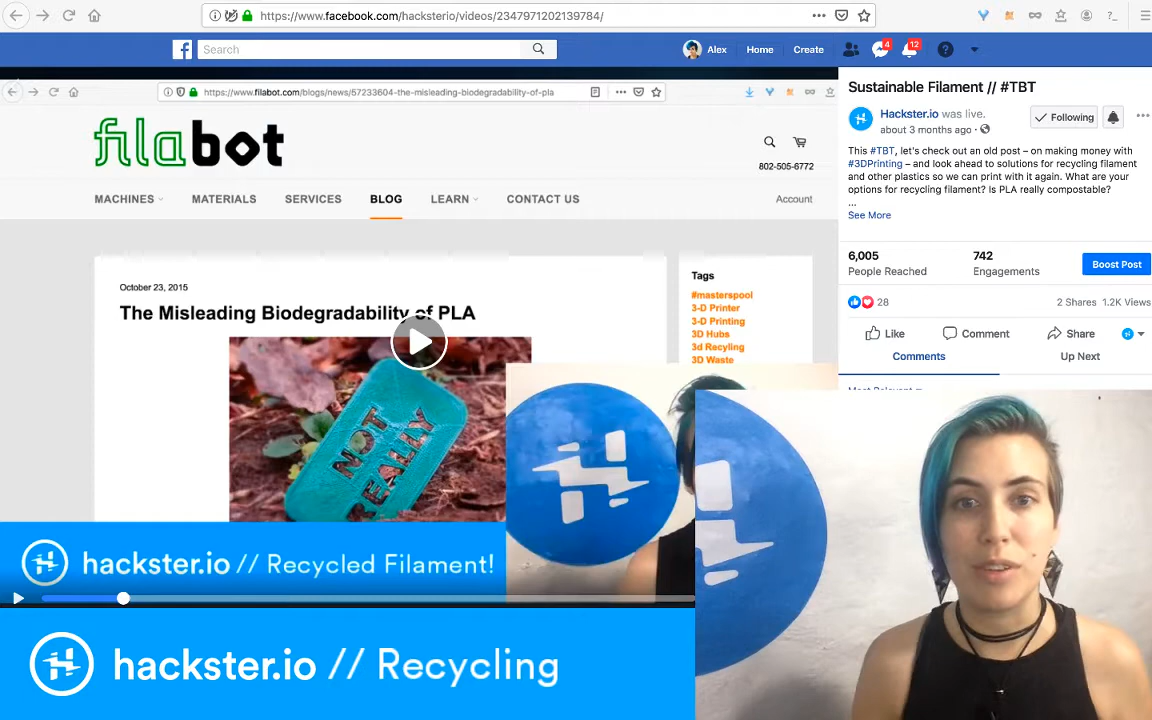 https://www.facebook.com/hacksterio/videos/2347971202139784/
Search
Alex
Home
Create
4
12
https://www.filabot.com/blogs/news/57233604-the-misleading-biodegradability-of-pla
filabot
802-505-6772
MACHINES
MATERIALS
SERVICES
BLOG
LEARN
CONTACT US
Account
October 23, 2015
The Misleading Biodegradability of PLA
NOT
REALLY
Tags
#masterspool
3-D Printer
3-D Printing
3D Hubs
3d Recyling
3D Waste
hackster.io // Recycled Filament!
hackster.io // Recycling
Sustainable Filament // #TBT
Hackster.io was live.
about 3 months ago ·
Following
This #TBT, let's check out an old post – on making money with
#3DPrinting – and look ahead to solutions for recycling filament
and other plastics so we can print with it again. What are your
options for recycling filament? Is PLA really compostable?
...
See More
6,005
People Reached
742
Engagements
Boost Post
28
2 Shares 1.2K Views
Like
Comment
Share
Comments
Up Next